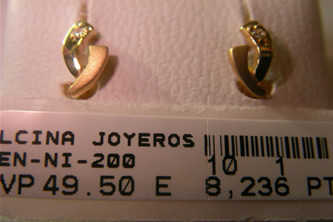 LCINA JOYEROS
EN-NI-200 10 1
VP 49.50 E 8,236 PT